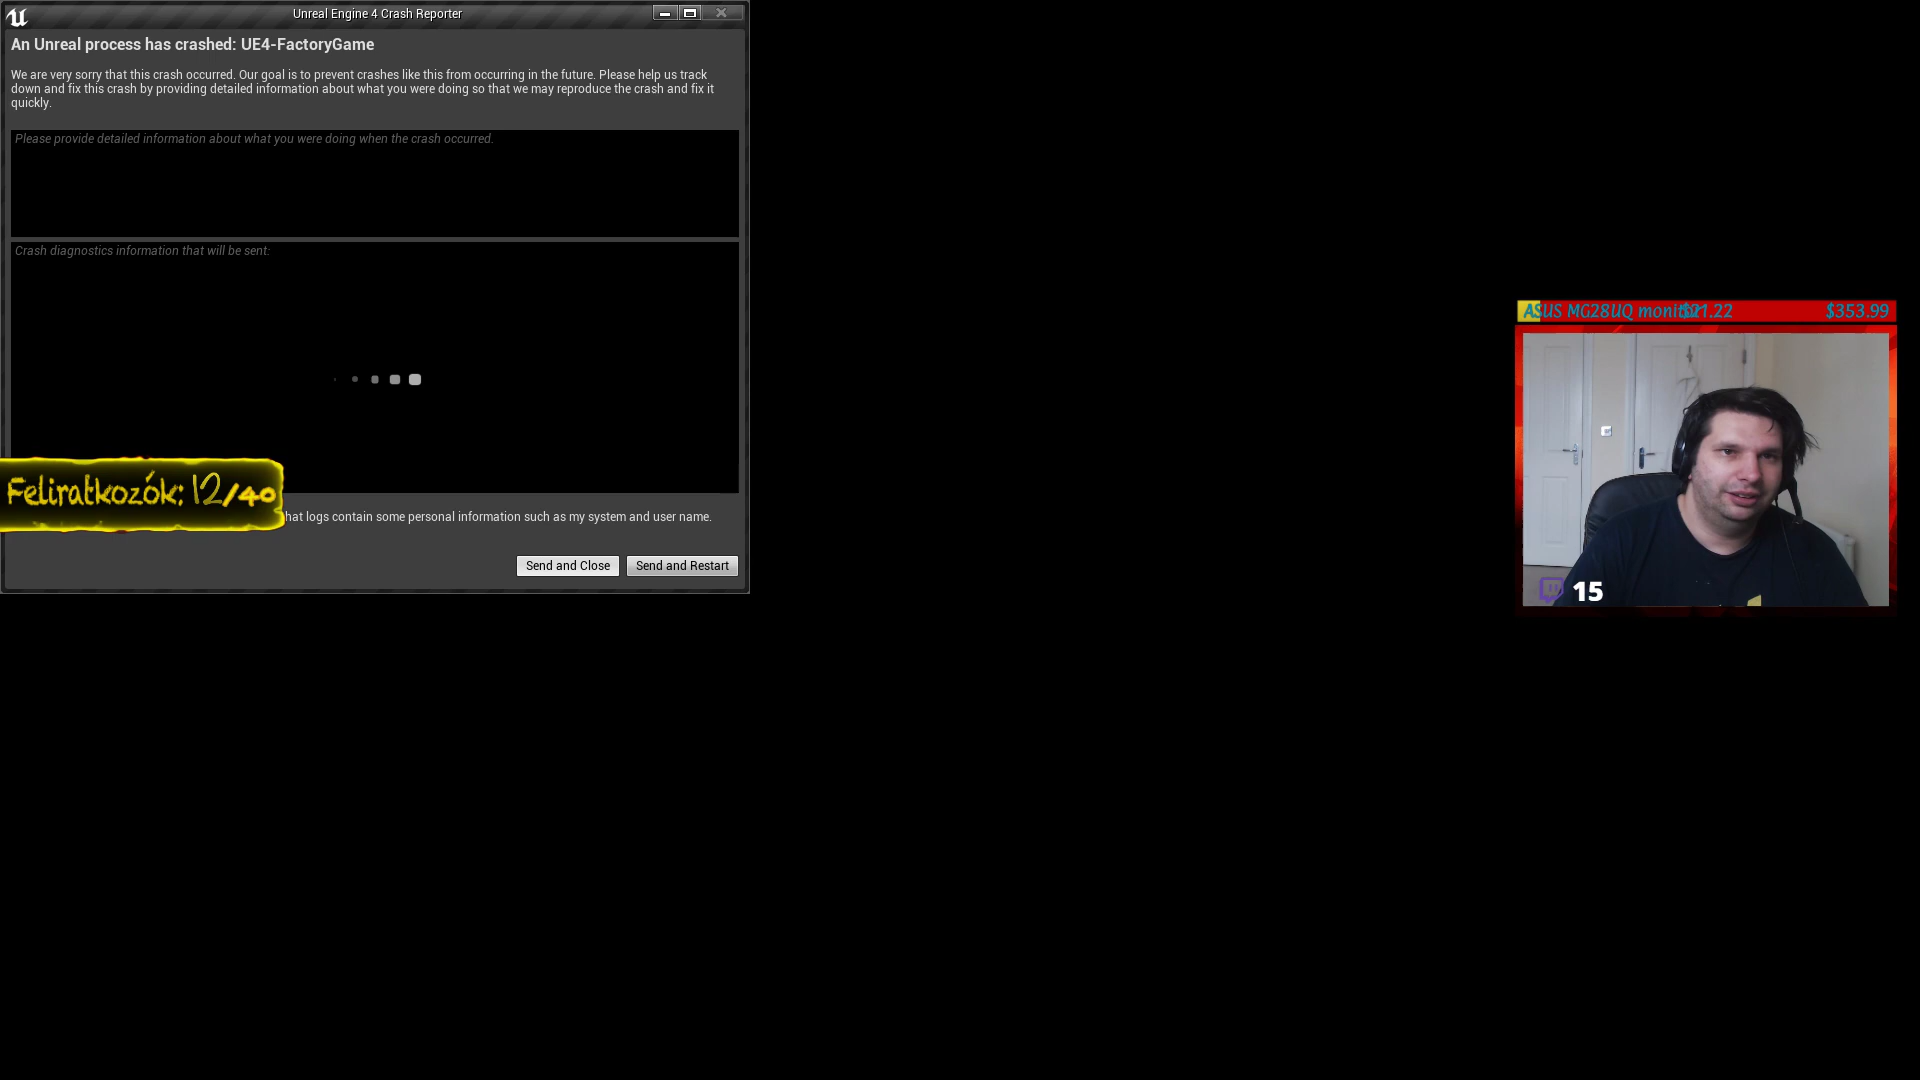 Unreal Engine 4 Crash Reporter
An Unreal process has crashed: UE4-FactoryGame
We are very sorry that this crash occurred. Our goal is to prevent crashes like this from occurring in the future. Please help us track
down and fix this crash by providing detailed information about what you were doing so that we may reproduce the crash and fix it
quickly.
Please provide detailed information about what you were doing when the crash occurred.
Crash diagnostics information that will be sent:
Feliratkozók: 12/40
hat logs contain some personal information such as my system and user name.
Send and Close Send and Restart
ASUS MG28UQ monitor $21.22 $353.99
15